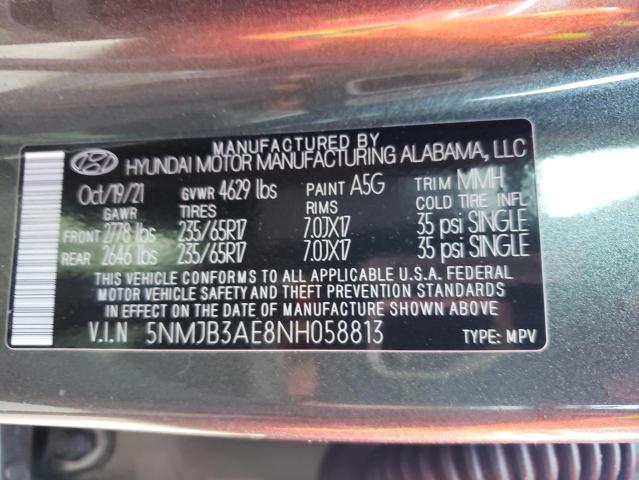 MANUFACTURED BY
HYUNDAI MOTOR MANUFACTURING ALABAMA, LLC
Oct/19/21 GVWR 4629 lbs PAINT A5G TRIM MMH
GAWR TIRES RIMS COLD TIRE INFL
FRONT 2778 lbs 235/65R17 7.0JX17 35 psi SINGLE
REAR 2646 lbs 235/65R17 7.0JX17 35 psi SINGLE
THIS VEHICLE CONFORMS TO ALL APPLICABLE U.S.A. FEDERAL
MOTOR VEHICLE SAFETY AND THEFT PREVENTION STANDARDS
IN EFFECT ON THE DATE OF MANUFACTURE SHOWN ABOVE
V.I.N 5NMJB3AE8NH058813 TYPE: MPV